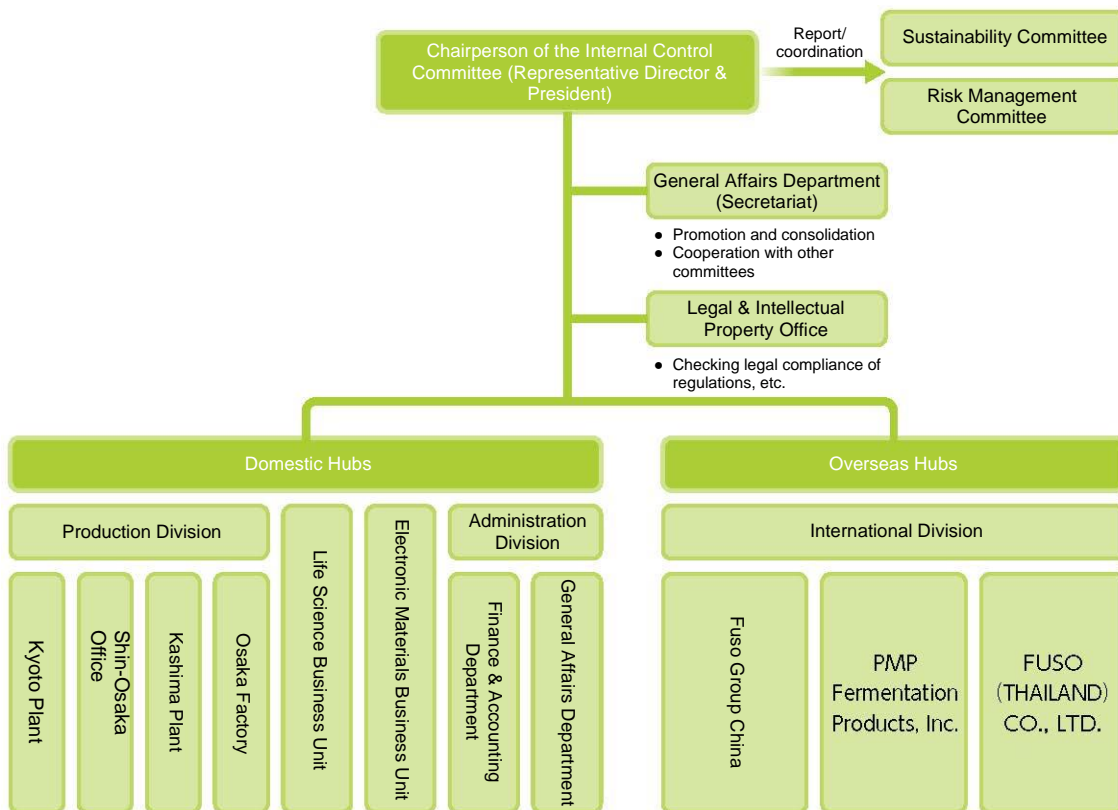 Chairperson of the Internal Control
Committee (Representative Director &
President)
Report/
coordination
Sustainability Committee
Risk Management
Committee
General Affairs Department
(Secretariat)
● Promotion and consolidation
● Cooperation with other
committees
Legal & Intellectual
Property Office
● Checking legal compliance of
regulations, etc.
Domestic Hubs
Overseas Hubs
Production Division
Life Science Business Unit
Electronic Materials Business Unit
Administration
Division
International Division
Kyoto Plant
Shin-Osaka
Office
Kashima Plant
Osaka Factory
Finance & Accounting
Department
General Affairs Department
Fuso Group China
PMP
Fermentation
Products, Inc.
FUSO
(THAILAND)
CO., LTD.